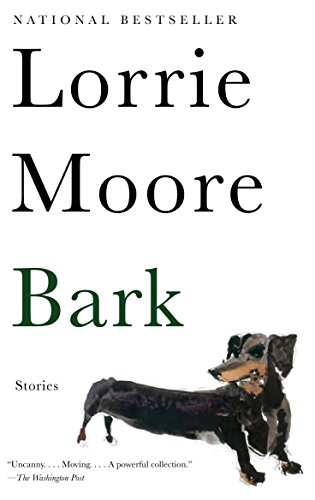 NATIONAL BESTSELLER
Lorrie
Moore
Bark
Stories
“Uncanny. . . . Moving. . . . A powerful collection.”
—The Washington Post